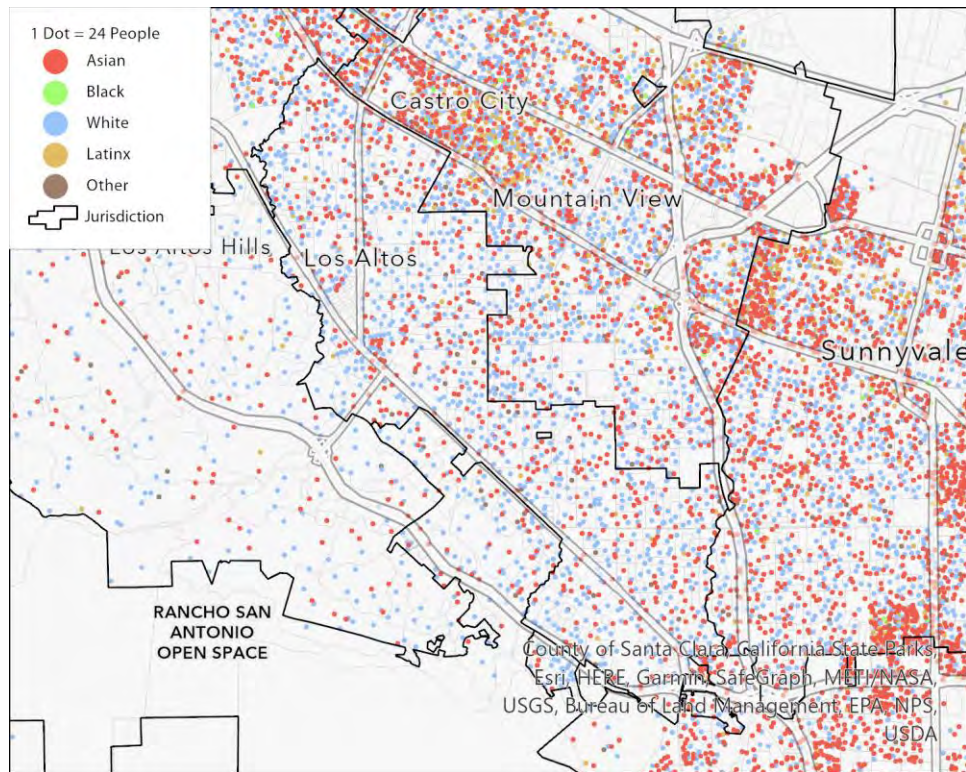 1 Dot = 24 People
Asian
Black
White
Latinx
Other
Jurisdiction
Castro City
Mountain View
Los Altos Hills
Los Altos
Sunnyvale
RANCHO SAN
ANTONIO
OPEN SPACE
County of Santa Clara, California State Parks,
Esri, HERE, Garmin, SafeGraph, METI/NASA,
USGS, Bureau of Land Management, EPA, NPS,
USDA